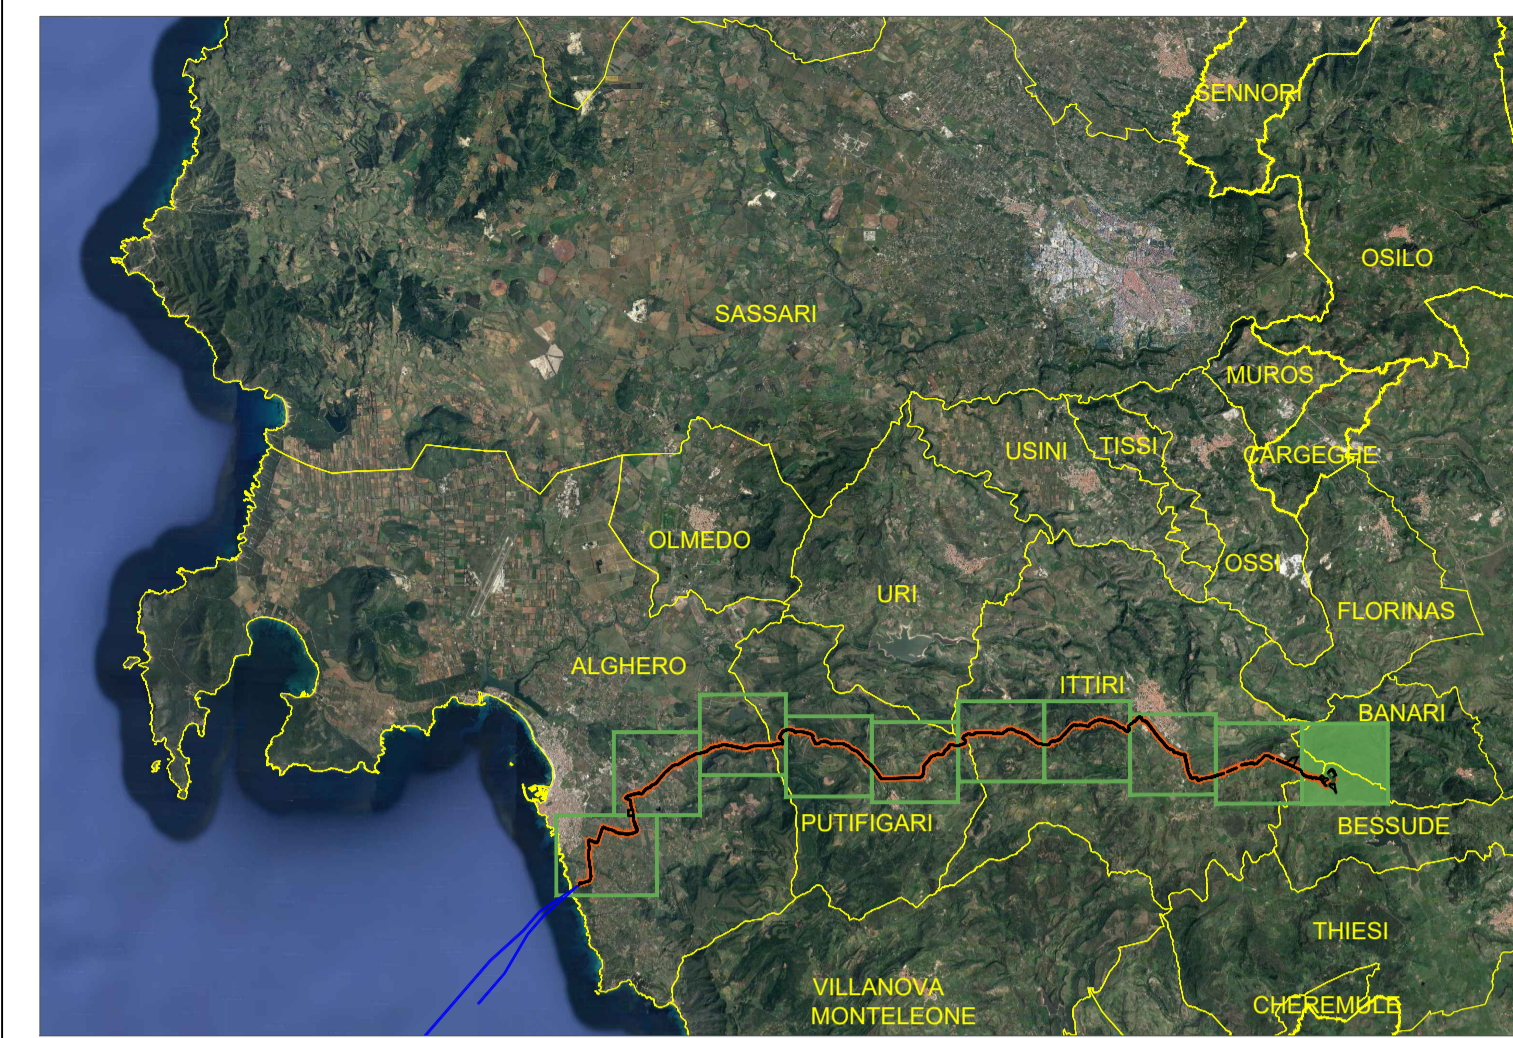 SENNORI
OSILO
SASSARI
MUROS
USINI
TISSI
CARGEGHE
OLMEDO
OSSI
URI
FLORINAS
ALGHERO
ITTIRI
BANARI
PUTIFIGARI
BESSUDE
THIESI
VILLANOVA
MONTELEONE
CHEREMULE